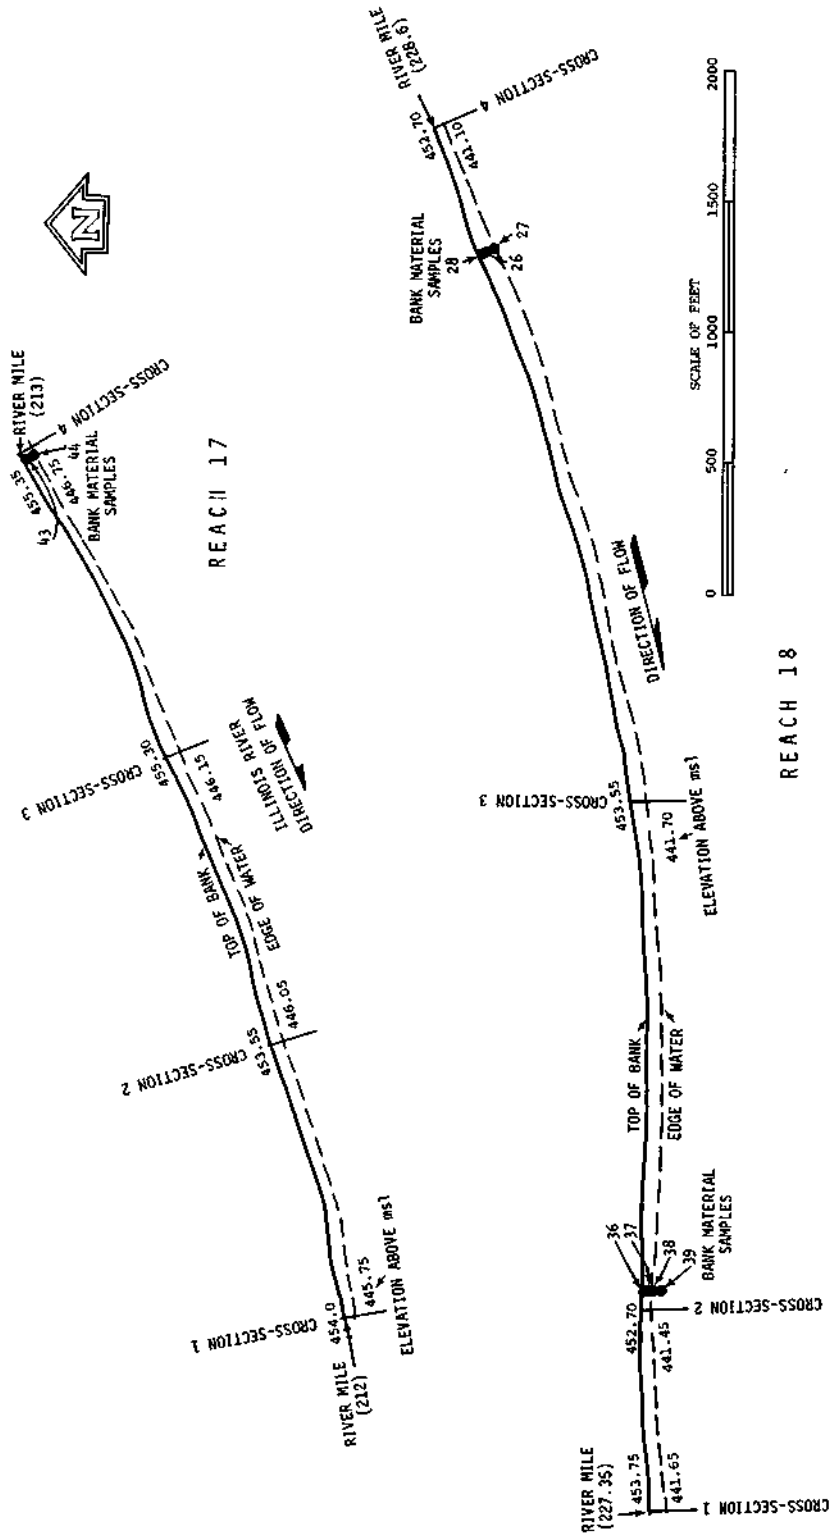 N
RIVER MILE
(213)
CROSS-SECTION 4
455.35
446.75
43
44
BANK MATERIAL
SAMPLES
REACH 17
CROSS-SECTION 3
455.30
446.15
ILLINOIS RIVER
DIRECTION OF FLOW
TOP OF BANK
EDGE OF WATER
CROSS-SECTION 2
453.55
446.05
CROSS-SECTION 1
454.0
445.75
ELEVATION ABOVE msl
RIVER MILE
(212)
RIVER MILE
(228.6)
CROSS-SECTION 4
452.70
441.10
BANK MATERIAL
SAMPLES
28
27
26
SCALE OF FEET
0 500 1000 1500 2000
DIRECTION OF FLOW
REACH 18
CROSS-SECTION 3
453.55
441.70
ELEVATION ABOVE msl
TOP OF BANK
EDGE OF WATER
36
37
38
39
BANK MATERIAL
SAMPLES
CROSS-SECTION 2
452.70
441.45
RIVER MILE
(227.35)
453.75
441.65
CROSS-SECTION 1